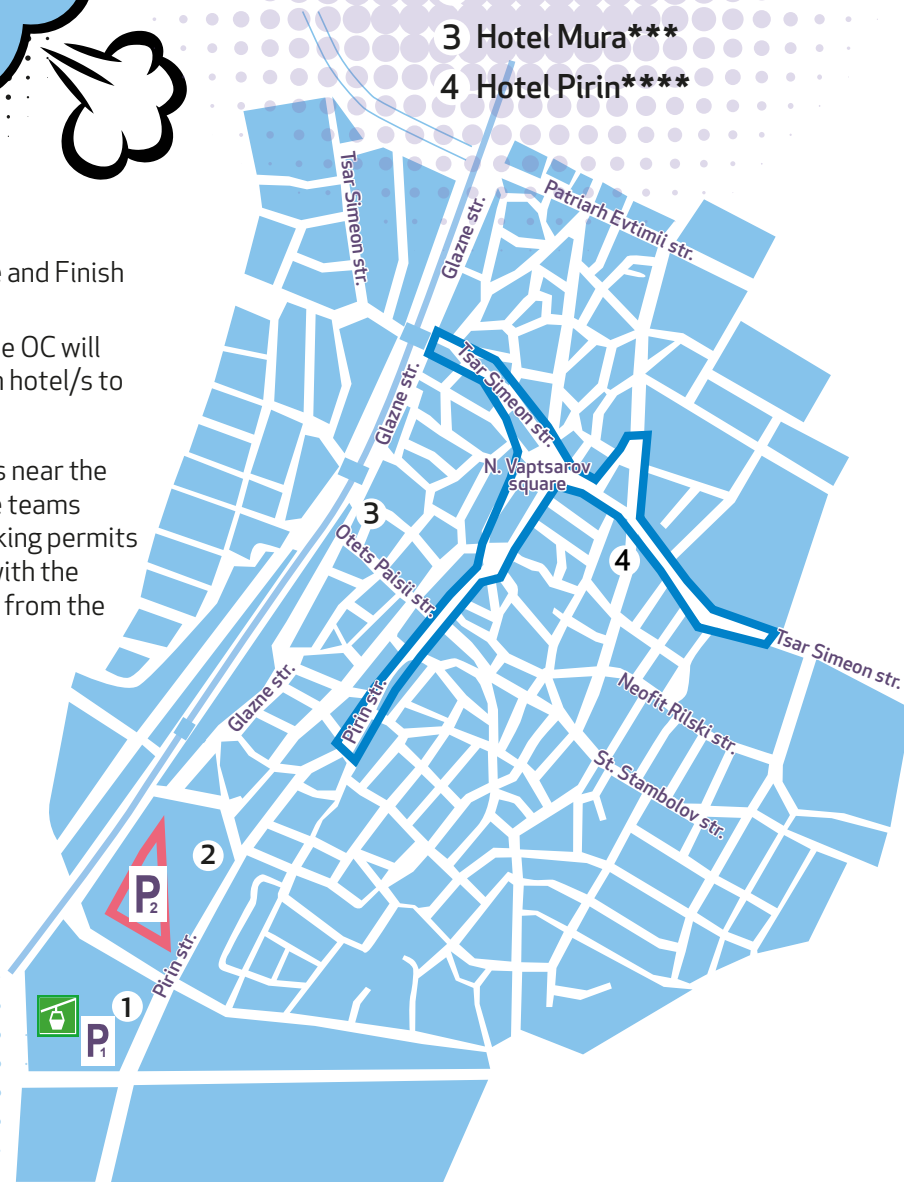 3 Hotel Mura***
4 Hotel Pirin****
and Finish
e OC will
hotel/s to
s near the
teams
king permits
with the
from the
Tsar Simeon str.
Glazne str.
Patriarh Evtimii str.
Glazne str.
Tsar Simeon str.
N. Vaptsarov
square
3
Otets Paisii str.
4
Tsar Simeon str.
Glazne str.
Pirin str.
Neofit Rilski str.
St. Stambolov str.
2
P2
Pirin str.
1
P1